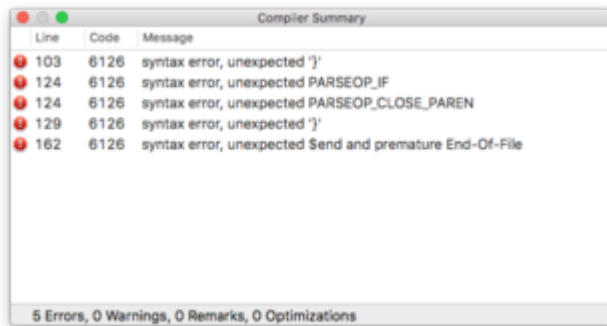 Compiler Summary
Line Code Message
103 6126 syntax error, unexpected '}'
124 6126 syntax error, unexpected PARSEOP_IF
124 6126 syntax error, unexpected PARSEOP_CLOSE_PAREN
129 6126 syntax error, unexpected '}'
162 6126 syntax error, unexpected $end and premature End-Of-File
5 Errors, 0 Warnings, 0 Remarks, 0 Optimizations